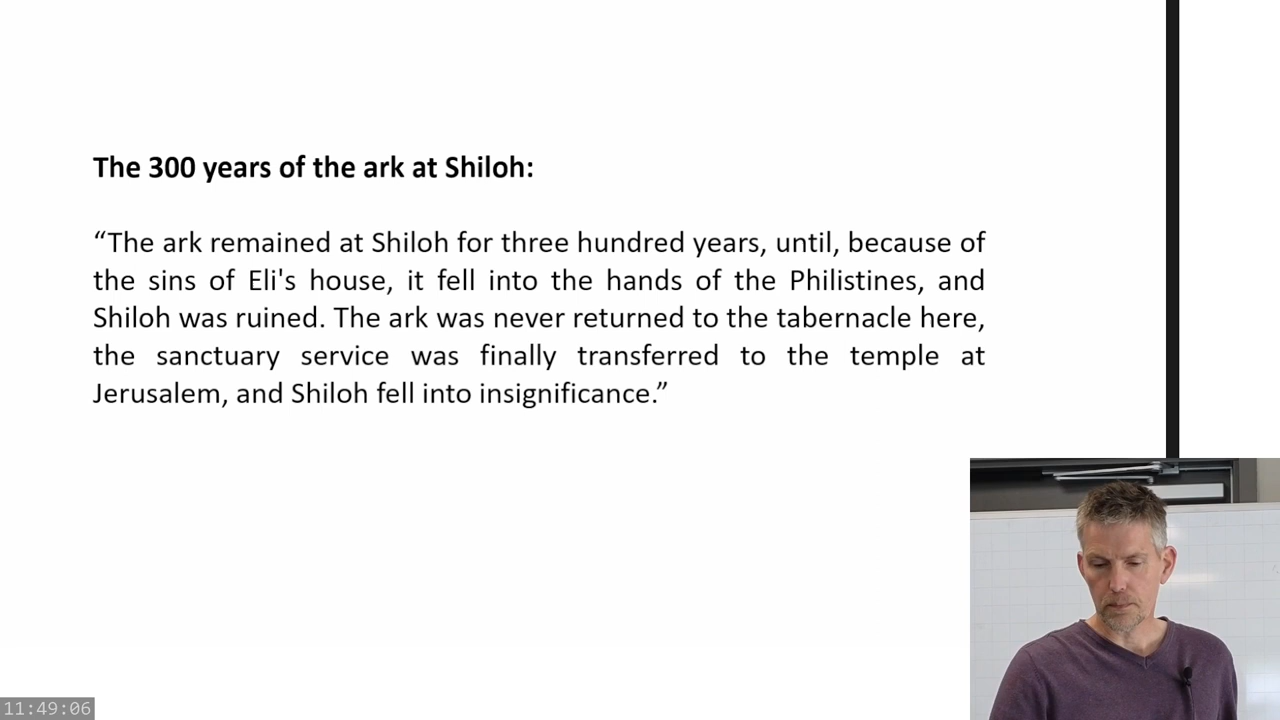 The 300 years of the ark at Shiloh:
“The ark remained at Shiloh for three hundred years, until, because of
the sins of Eli's house, it fell into the hands of the Philistines, and
Shiloh was ruined. The ark was never returned to the tabernacle here,
the sanctuary service was finally transferred to the temple at
Jerusalem, and Shiloh fell into insignificance.”
11:49:06